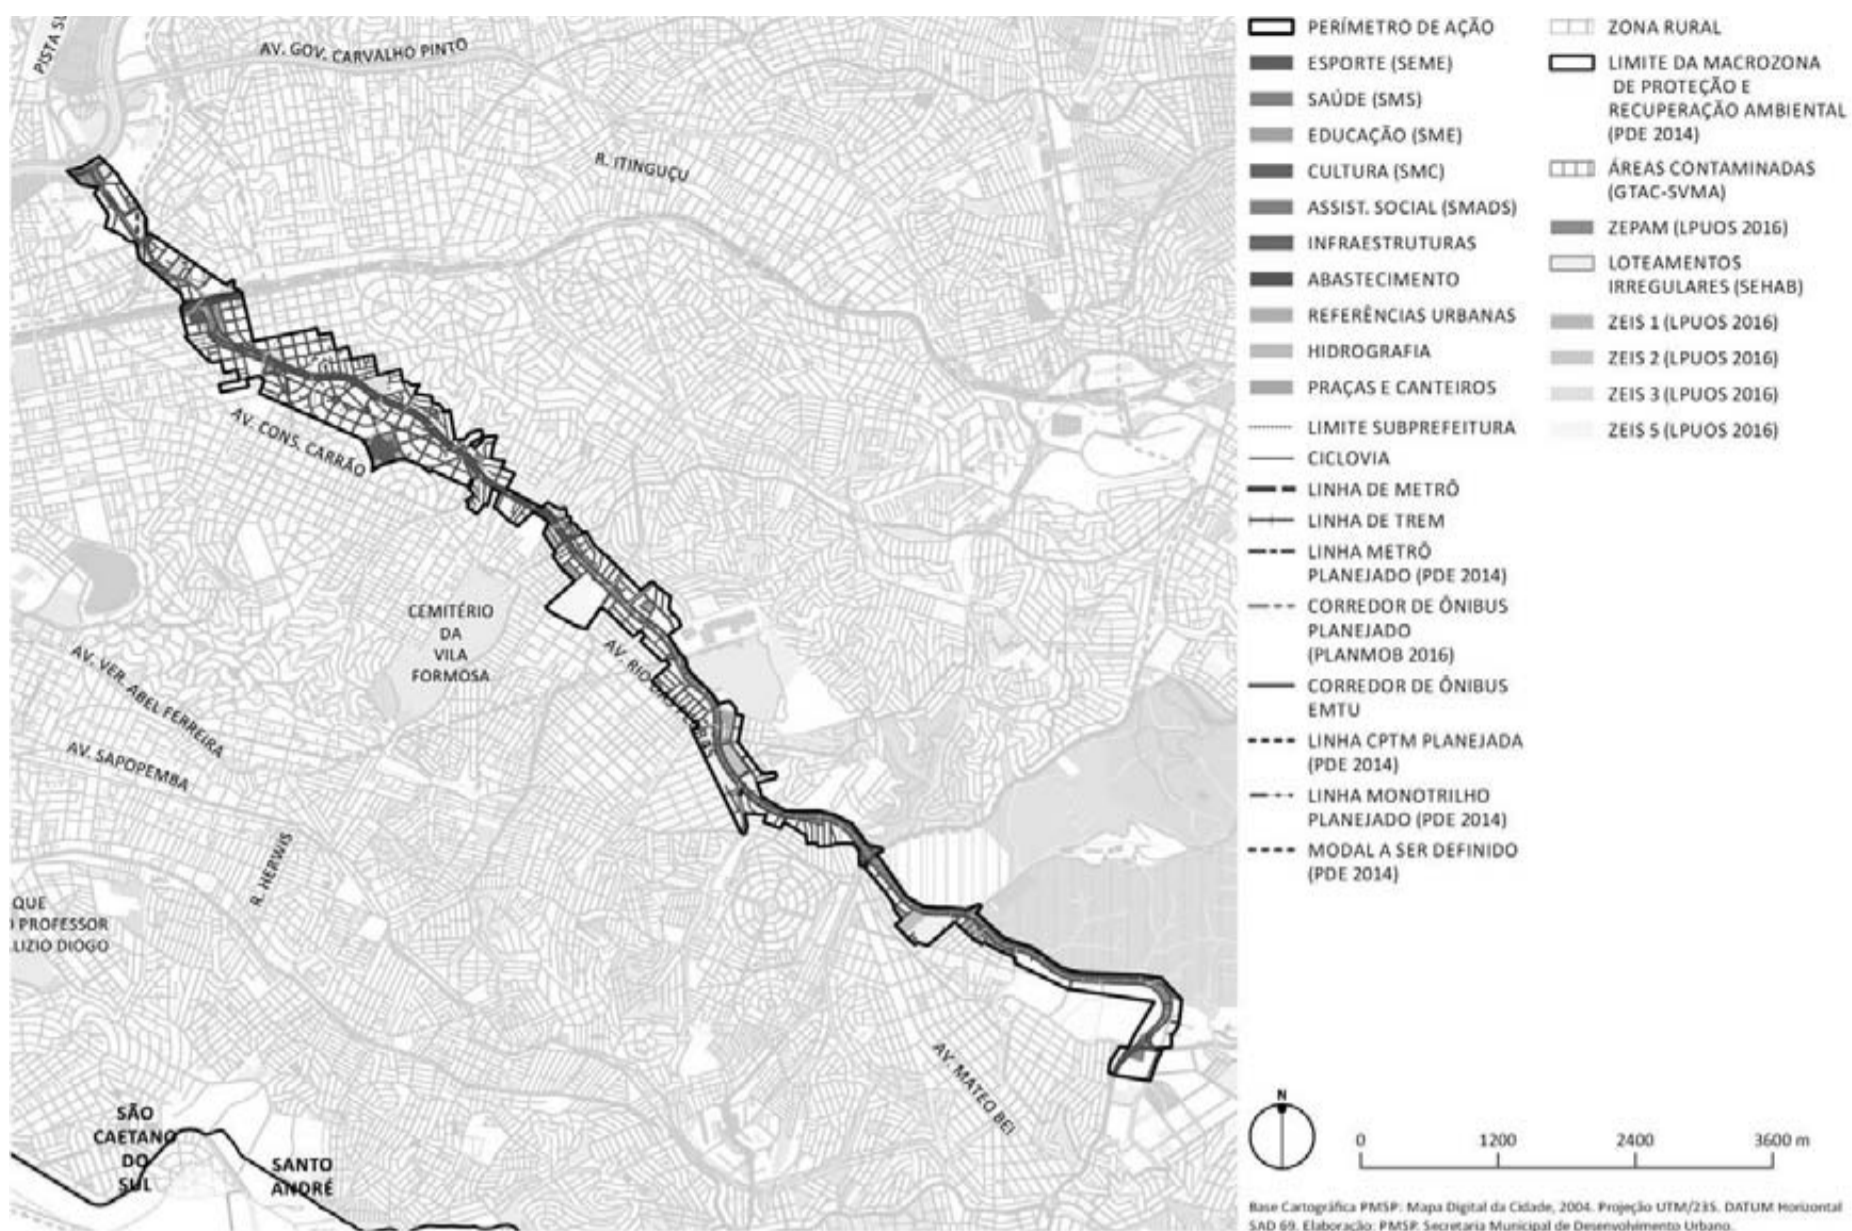 PISTA SU
AV. GOV. CARVALHO PINTO
R. ITINGUÇU
AV. CONS. CARRÃO
CEMITÉRIO
DA
VILA
FORMOSA
AV. VER. ABEL FERREIRA
AV. SAPOPEMBA
R. HERWIS
QUE
PROFESSOR
LIZIO DIOGO
AV. MATEO BEI
SÃO
CAETANO
DO
SUL
SANTO
ANDRÉ
PERÍMETRO DE AÇÃO
ESPORTE (SEME)
SAÚDE (SMS)
EDUCAÇÃO (SME)
CULTURA (SMC)
ASSIST. SOCIAL (SMADS)
INFRAESTRUTURAS
ABASTECIMENTO
REFERÊNCIAS URBANAS
HIDROGRAFIA
PRAÇAS E CANTEIROS
LIMITE SUBPREFEITURA
CICLOVIA
LINHA DE METRÔ
LINHA DE TREM
LINHA METRÔ
PLANEJADO (PDE 2014)
CORREDOR DE ÔNIBUS
PLANEJADO
(PLANMOB 2016)
CORREDOR DE ÔNIBUS
EMTU
LINHA CPTM PLANEJADA
(PDE 2014)
LINHA MONOTRILHO
PLANEJADO (PDE 2014)
MODAL A SER DEFINIDO
(PDE 2014)
ZONA RURAL
LIMITE DA MACROZONA
DE PROTEÇÃO E
RECUPERAÇÃO AMBIENTAL
(PDE 2014)
ÁREAS CONTAMINADAS
(GTAC-SVMA)
ZEPAM (LPUOS 2016)
LOTEAMENTOS
IRREGULARES (SEHAB)
ZEIS 1 (LPUOS 2016)
ZEIS 2 (LPUOS 2016)
ZEIS 3 (LPUOS 2016)
ZEIS 5 (LPUOS 2016)
N
0 1200 2400 3600 m
Base Cartográfica PMSP: Mapa Digital da Cidade, 2004. Projeção UTM/23S. DATUM Horizontal
SAD 69. Elaboração: PMSP. Secretaria Municipal de Desenvolvimento Urbano.